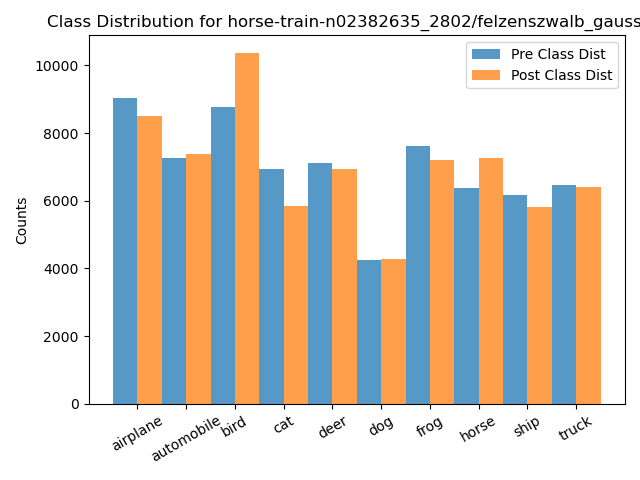 Class Distribution for horse-train-n02382635_2802/felzenszwalb_gauss
Pre Class Dist
Post Class Dist
10000
8000
6000
4000
2000
0
Counts
airplane
automobile
bird
cat
deer
dog
frog
horse
ship
truck